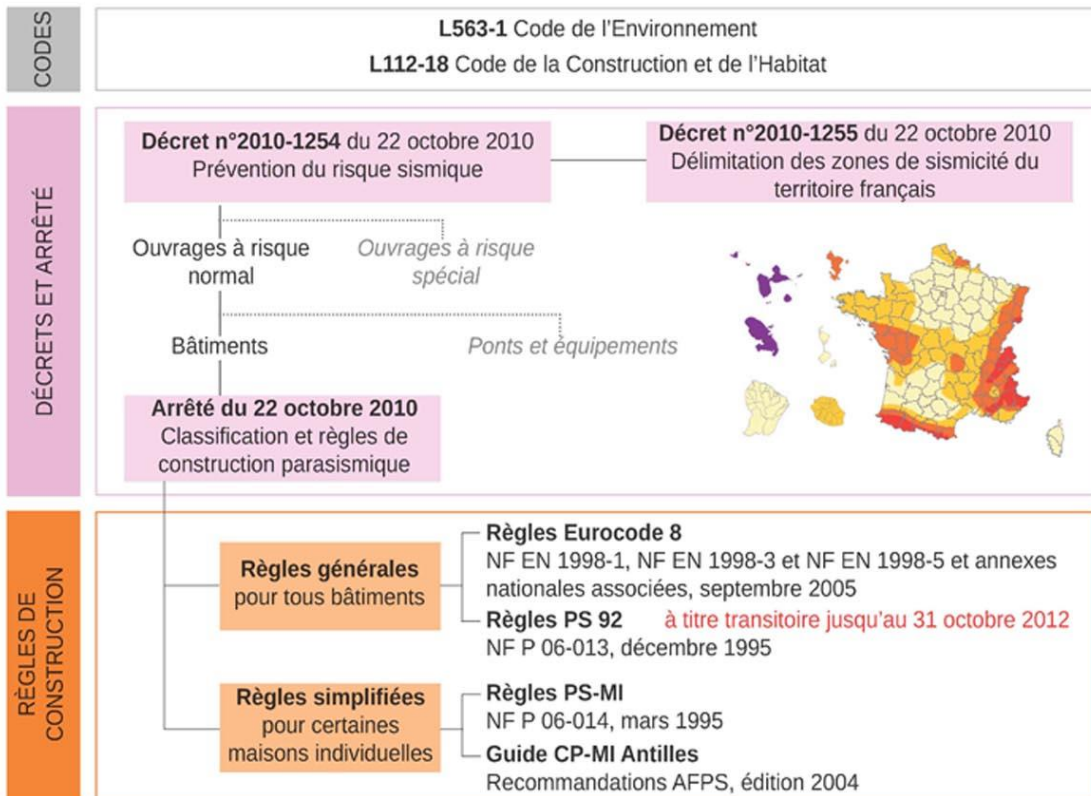 CODES
L563-1 Code de l'Environnement
L112-18 Code de la Construction et de l'Habitat
DÉCRETS ET ARRÊTÉ
Décret n°2010-1254 du 22 octobre 2010
Prévention du risque sismique
Décret n°2010-1255 du 22 octobre 2010
Délimitation des zones de sismicité du
territoire français
Ouvrages à risque
normal
Ouvrages à risque
spécial
Bâtiments
Ponts et équipements
Arrêté du 22 octobre 2010
Classification et règles de
construction parasismique
RÈGLES DE
CONSTRUCTION
Règles générales
pour tous bâtiments
Règles Eurocode 8
NF EN 1998-1, NF EN 1998-3 et NF EN 1998-5 et annexes
nationales associées, septembre 2005
Règles PS 92 à titre transitoire jusqu'au 31 octobre 2012
NF P 06-013, décembre 1995
Règles simplifiées
pour certaines
maisons individuelles
Règles PS-MI
NF P 06-014, mars 1995
Guide CP-MI Antilles
Recommandations AFPS, édition 2004